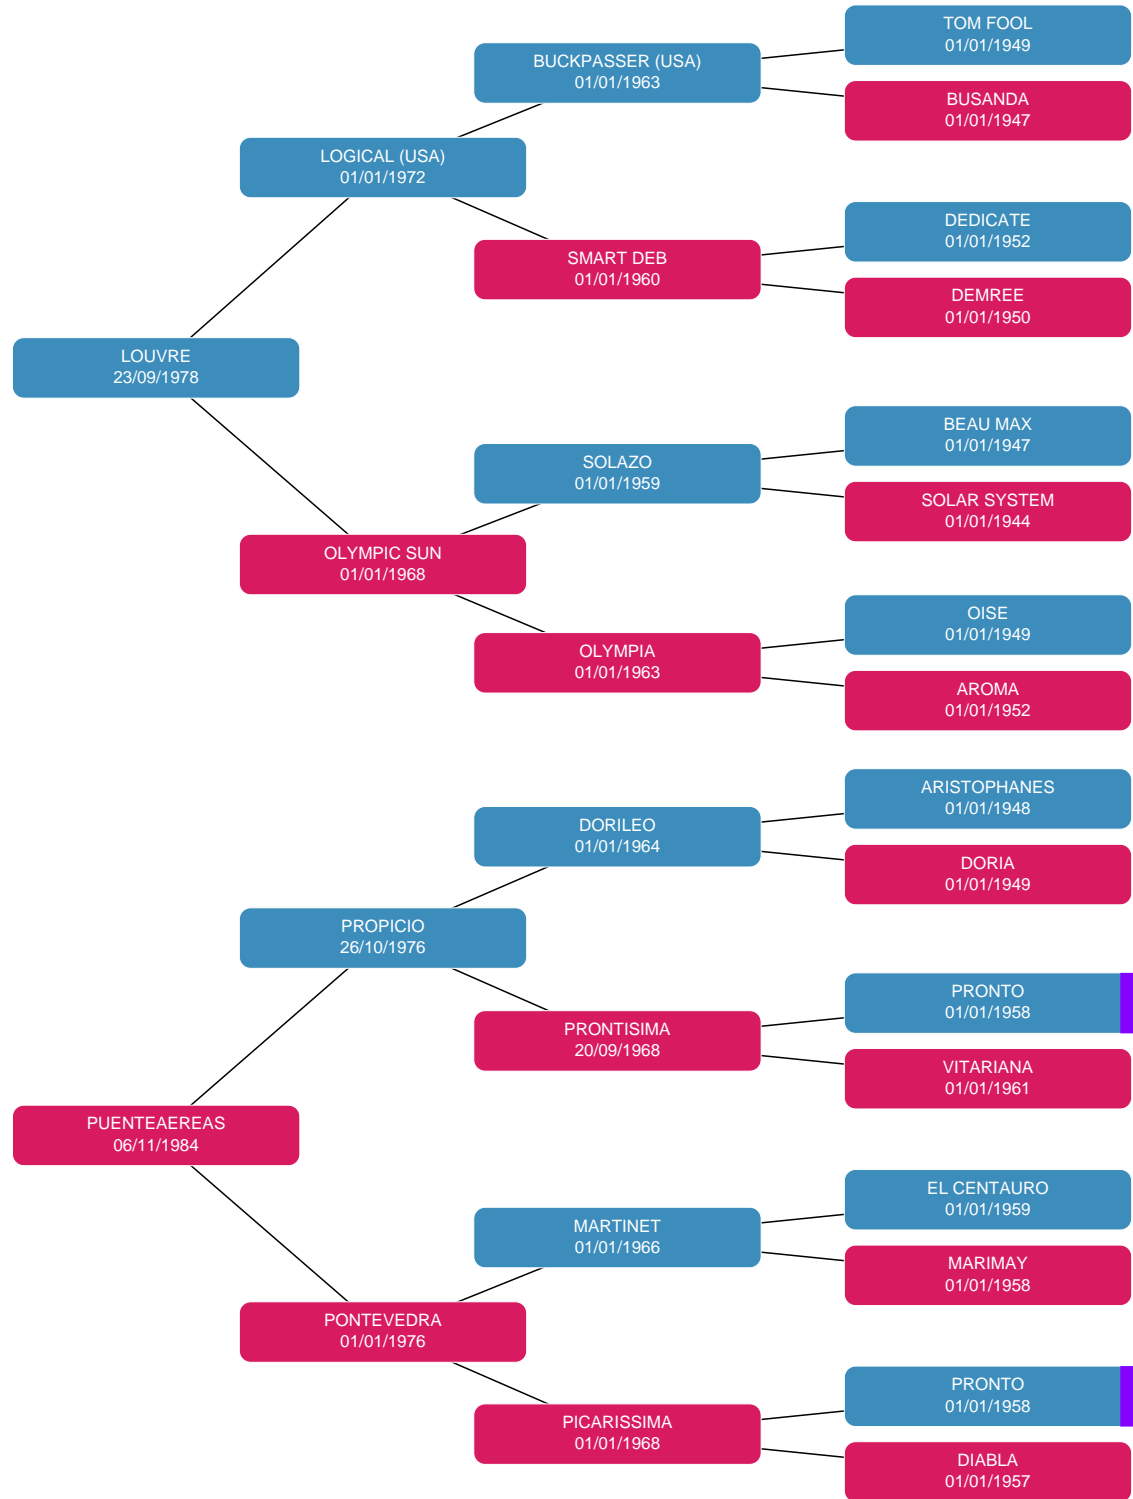 TOM FOOL
01/01/1949
BUCKPASSER (USA)
01/01/1963
BUSANDA
01/01/1947
LOGICAL (USA)
01/01/1972
DEDICATE
01/01/1952
SMART DEB
01/01/1960
DEMREE
01/01/1950
LOUVRE
23/09/1978
BEAU MAX
01/01/1947
SOLAZO
01/01/1959
SOLAR SYSTEM
01/01/1944
OLYMPIC SUN
01/01/1968
OISE
01/01/1949
OLYMPIA
01/01/1963
AROMA
01/01/1952
ARISTOPHANES
01/01/1948
DORILEO
01/01/1964
DORIA
01/01/1949
PROPICIO
26/10/1976
PRONTO
01/01/1958
PRONTISIMA
20/09/1968
VITARIANA
01/01/1961
PUENTEAEREAS
06/11/1984
EL CENTAURO
01/01/1959
MARTINET
01/01/1966
MARIMAY
01/01/1958
PONTEVEDRA
01/01/1976
PRONTO
01/01/1958
PICARISSIMA
01/01/1968
DIABLA
01/01/1957